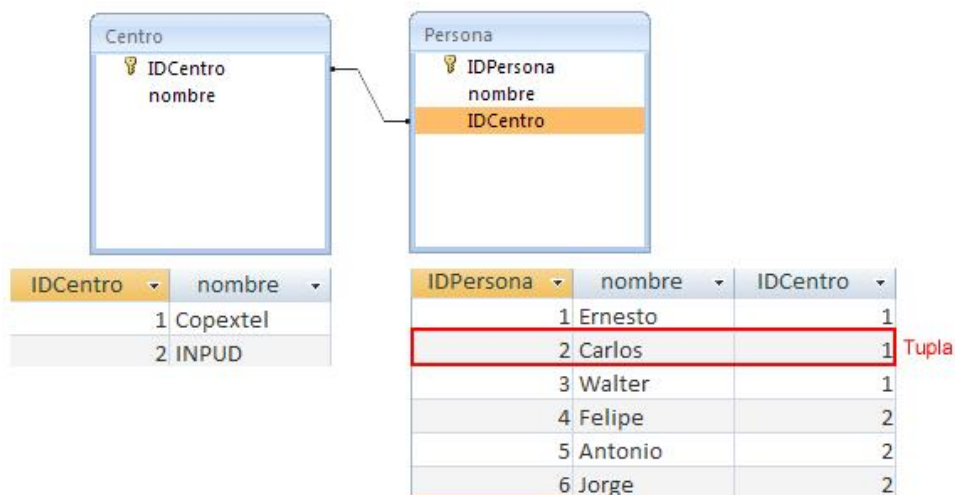 Centro
IDCentro
nombre
Persona
IDPersona
nombre
IDCentro
IDCentro nombre
1 Copextel
2 INPUD
IDPersona nombre IDCentro
1 Ernesto 1
2 Carlos 1 Tupla
3 Walter 1
4 Felipe 2
5 Antonio 2
6 Jorge 2